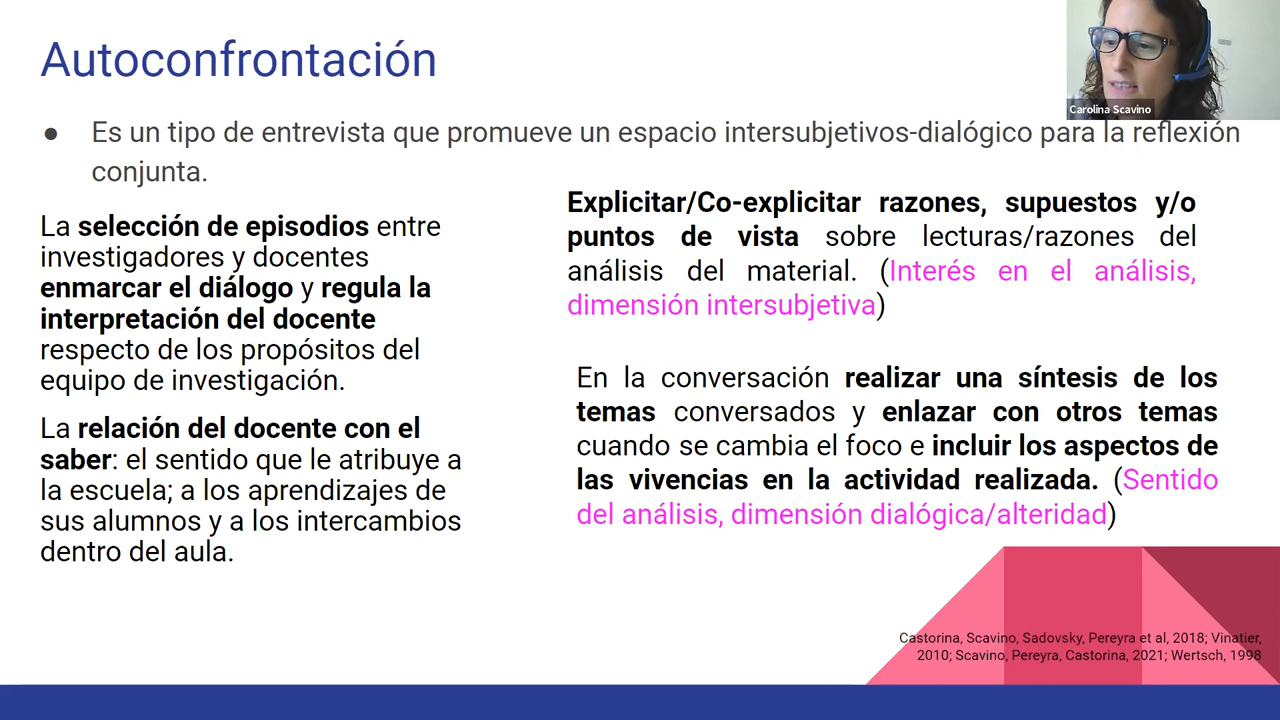 Autoconfrontación
Carolina Scavino
● Es un tipo de entrevista que promueve un espacio intersubjetivos-dialógico para la reflexión
conjunta.
La selección de episodios entre
investigadores y docentes
enmarcar el diálogo y regula la
interpretación del docente
respecto de los propósitos del
equipo de investigación.
La relación del docente con el
saber: el sentido que le atribuye a
la escuela; a los aprendizajes de
sus alumnos y a los intercambios
dentro del aula.
Explicitar/Co-explicitar razones, supuestos y/o
puntos de vista sobre lecturas/razones del
análisis del material. (Interés en el análisis,
dimensión intersubjetiva)
En la conversación realizar una síntesis de los
temas conversados y enlazar con otros temas
cuando se cambia el foco e incluir los aspectos de
las vivencias en la actividad realizada. (Sentido
del análisis, dimensión dialógica/alteridad)
Castorina, Scavino, Sadovsky, Pereyra et al, 2018; Vinatier,
2010; Scavino, Pereyra, Castorina, 2021; Wertsch, 1998